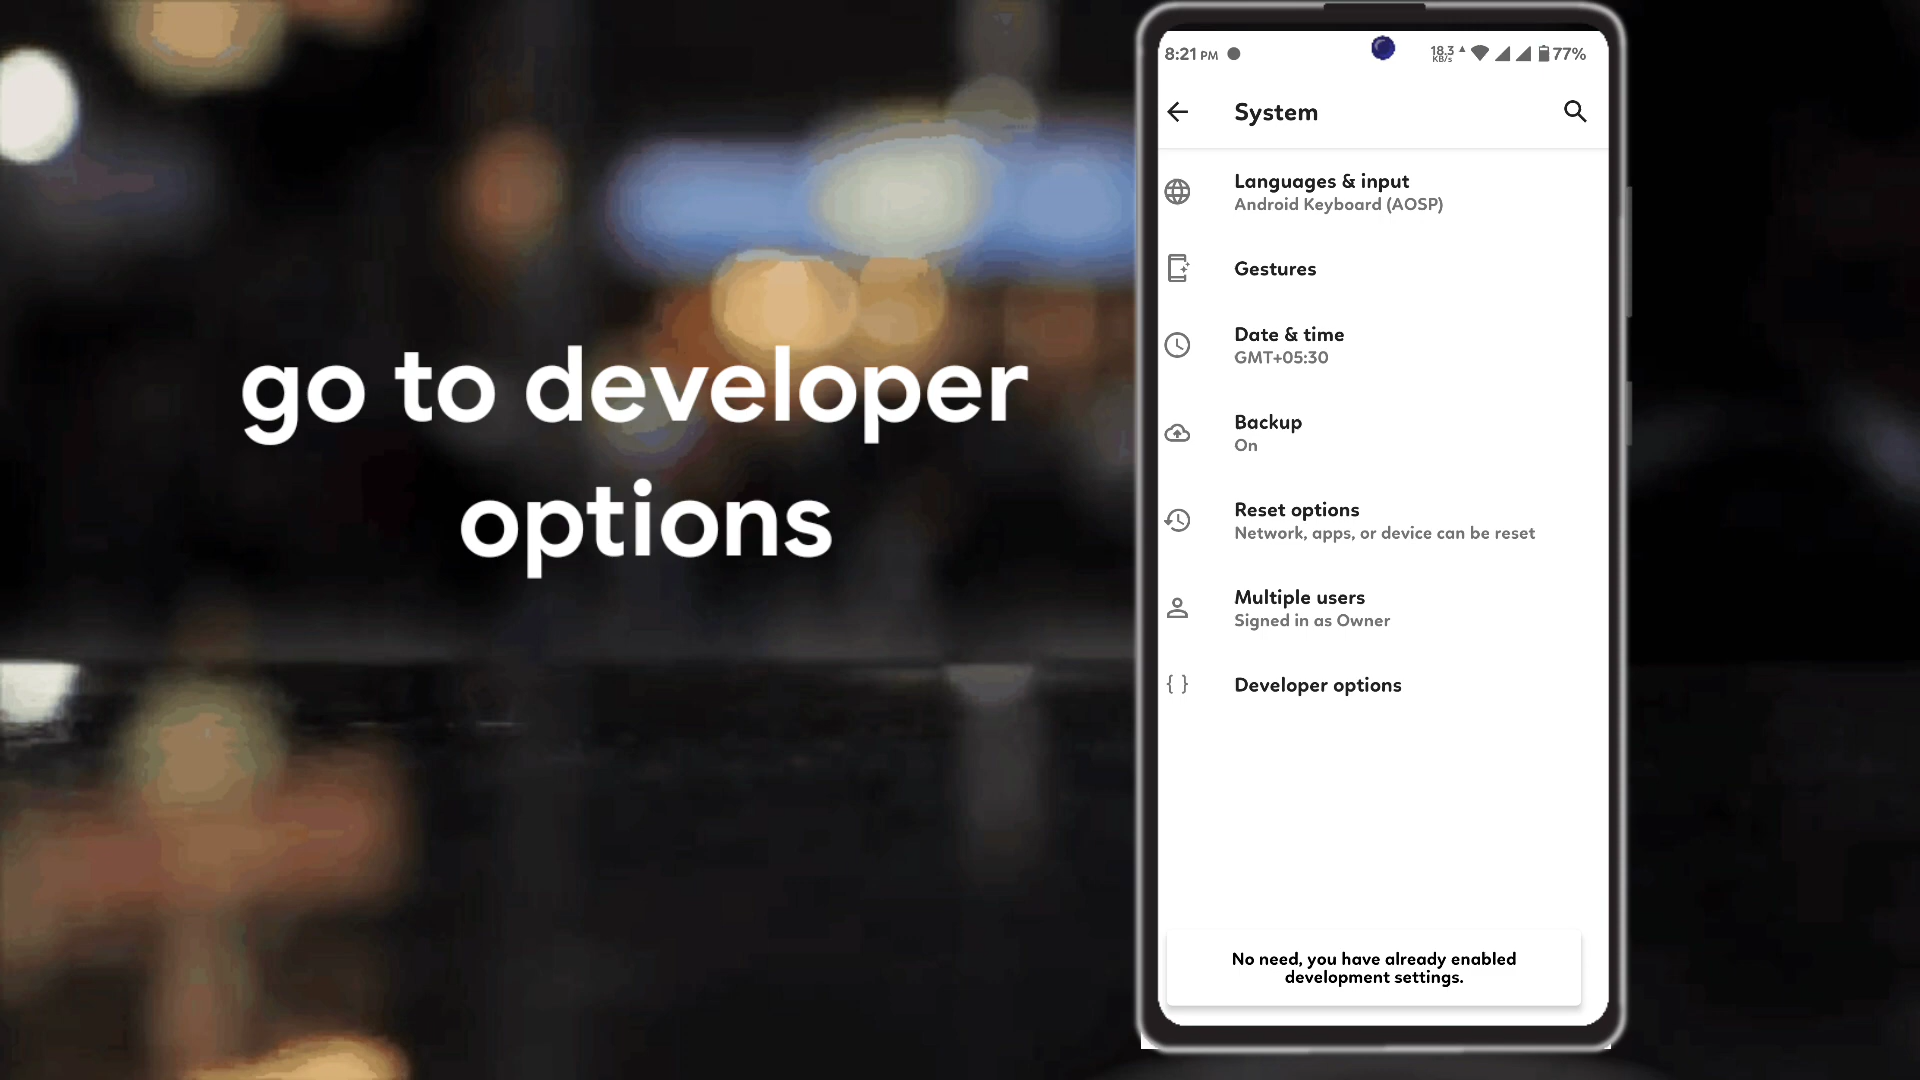 go to developer
options
8:21 PM
18.3
KB/s
77%
System
Languages & input
Android Keyboard (AOSP)
Gestures
Date & time
GMT+05:30
Backup
On
Reset options
Network, apps, or device can be reset
Multiple users
Signed in as Owner
{ } Developer options
No need, you have already enabled
development settings.